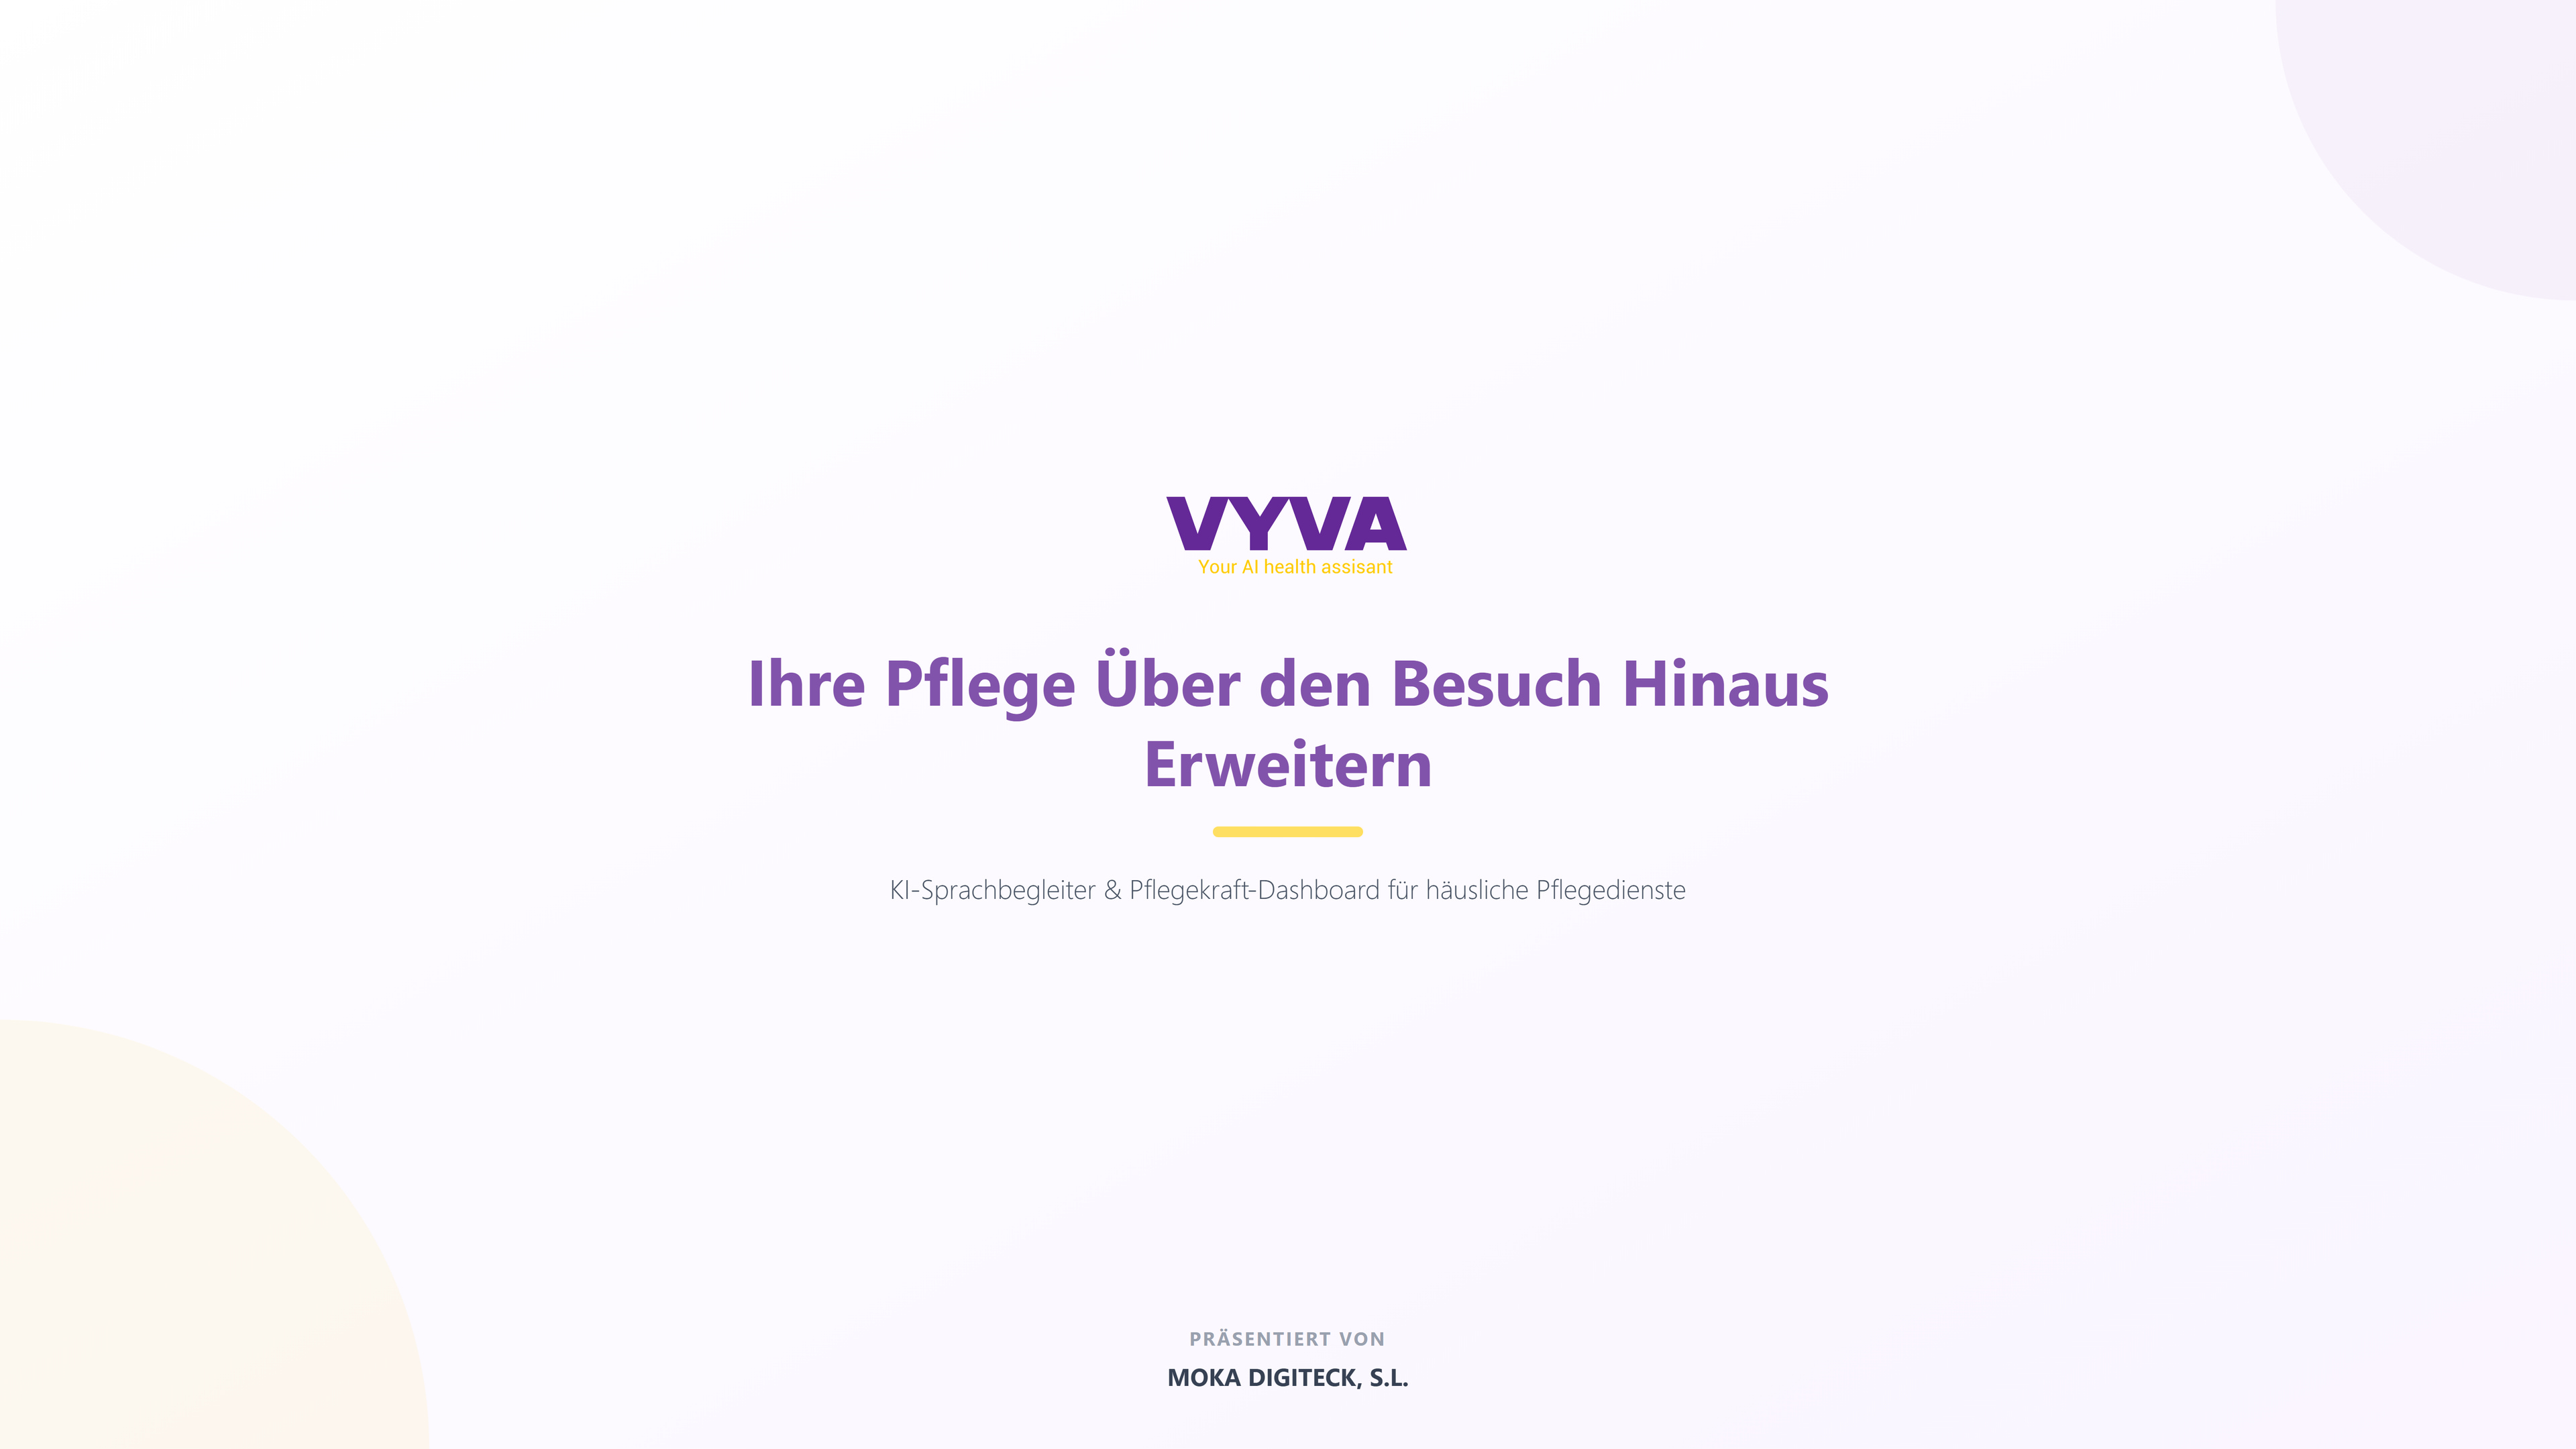 VYVA
Your AI health assisant
Ihre Pflege Über den Besuch Hinaus
Erweitern
KI-Sprachbegleiter & Pflegekraft-Dashboard für häusliche Pflegedienste
PRÄSENTIERT VON
MOKA DIGITECK, S.L.